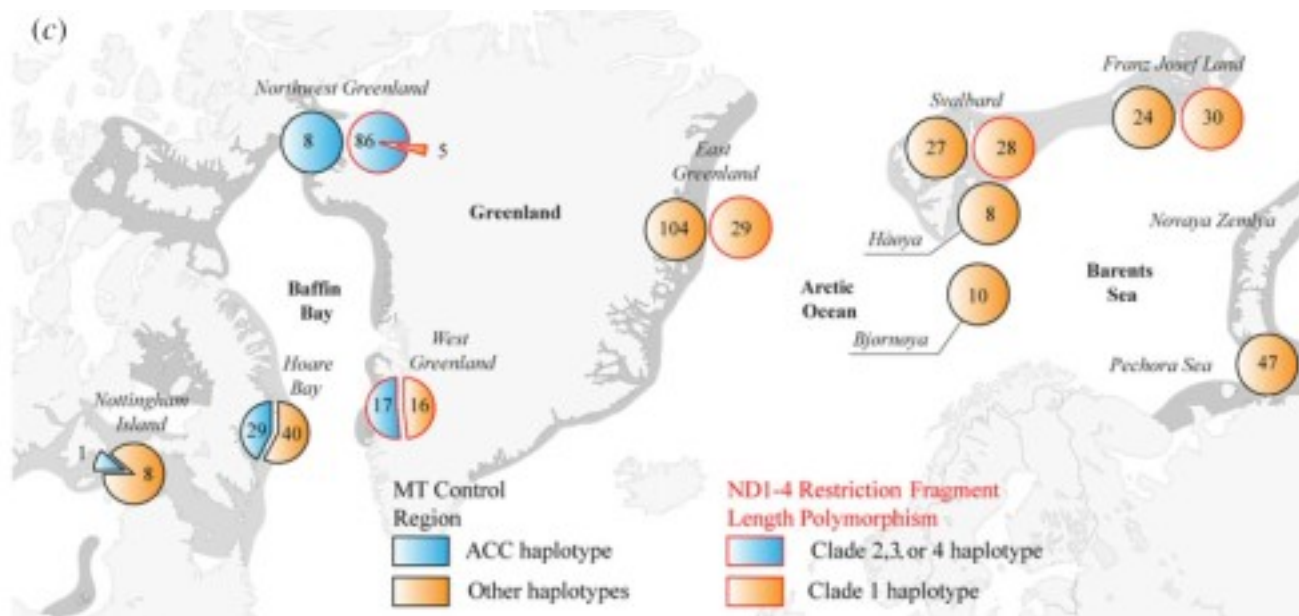 (c)
Northwest Greenland
8
86
5
Franz Josef Land
24
30
Svalbard
27
28
East
Greenland
104
29
Greenland
8
Håøya
Novaya Zemlya
Baffin
Bay
Arctic
Ocean
Barents
Sea
10
Bjørnøya
West
Greenland
17
16
Hoare
Bay
29
40
Pechora Sea
47
Nottingham
Island
1
8
MT Control
Region
ACC haplotype
Other haplotypes
ND1-4 Restriction Fragment
Length Polymorphism
Clade 2,3, or 4 haplotype
Clade 1 haplotype